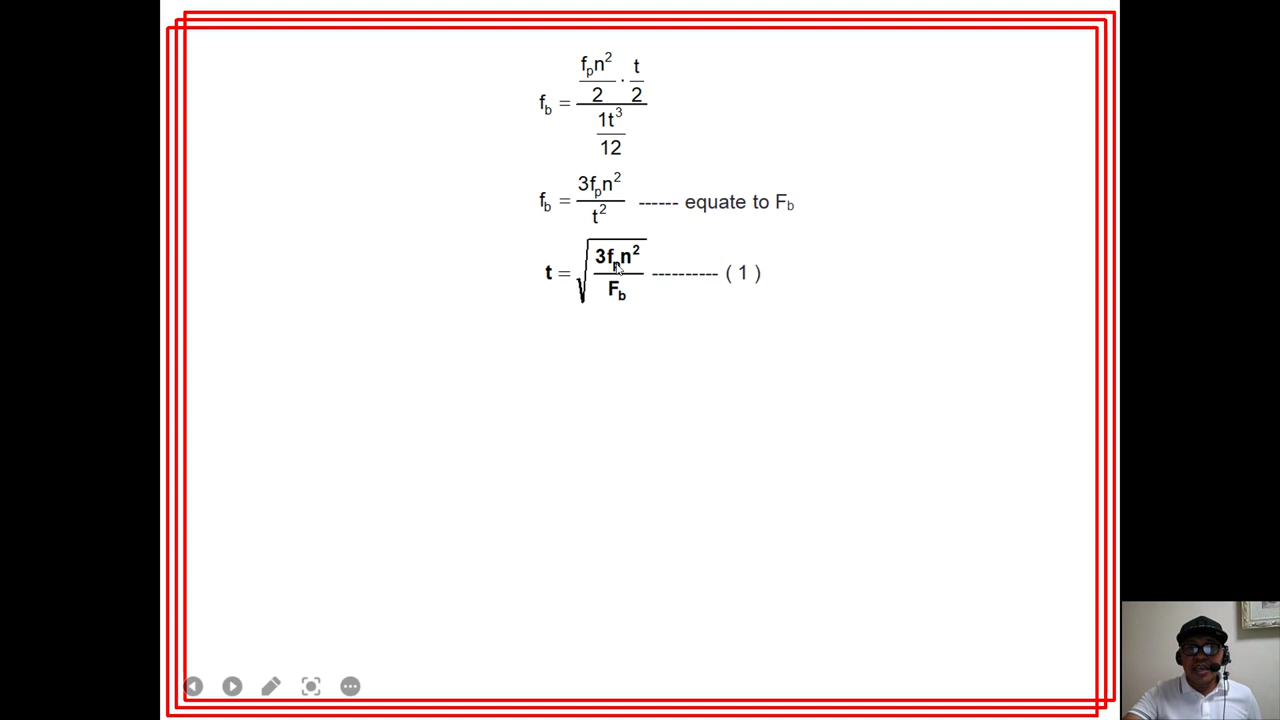 f_b = ((f_p n^2)/2 · t/2) / (1t^3/12)
f_b = 3f_p n^2 / t^2 ------ equate to F_b
t = √(3f_p n^2 / F_b) ---------- ( 1 )